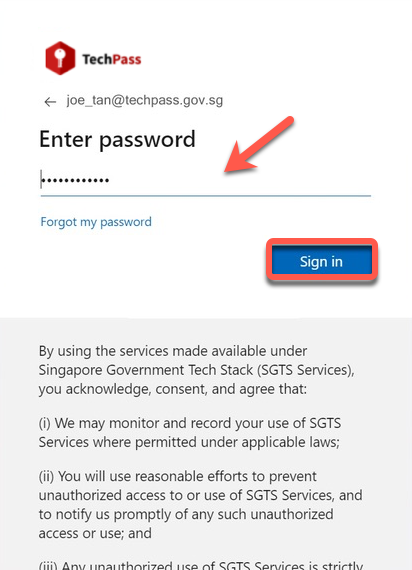 TechPass
joe_tan@techpass.gov.sg
Enter password
Forgot my password
Sign in
By using the services made available under
Singapore Government Tech Stack (SGTS Services),
you acknowledge, consent, and agree that:
(i) We may monitor and record your use of SGTS
Services where permitted under applicable laws;
(ii) You will use reasonable efforts to prevent
unauthorized access to or use of SGTS Services, and
to notify us promptly of any such unauthorized
access or use; and
(iii) Any unauthorized use of SGTS Services is strictly